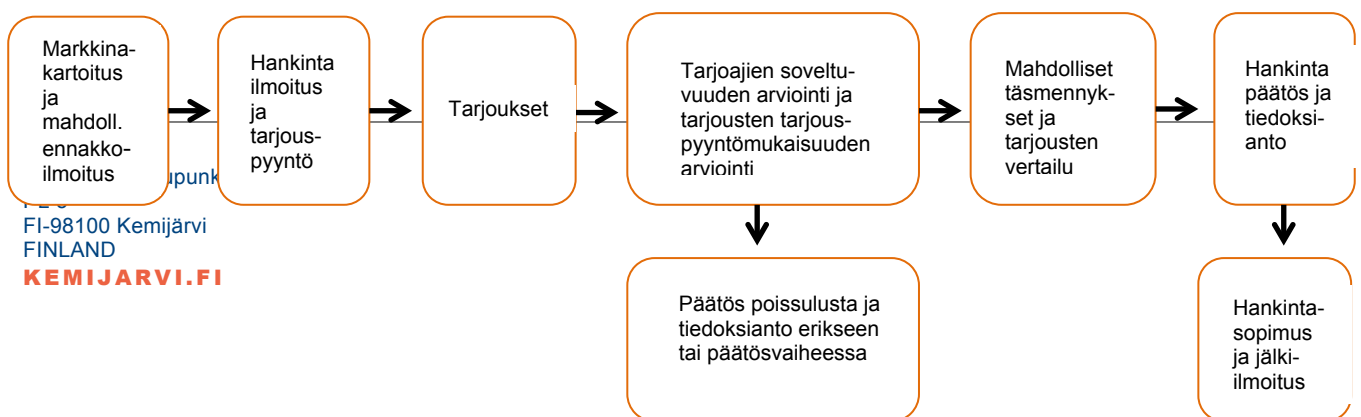 Markkina-
kartoitus
ja
mahdoll.
ennakko-
ilmoitus
Hankinta
ilmoitus
ja
tarjous-
pyyntö
Tarjoukset
Tarjoajien soveltu-
vuuden arviointi ja
tarjousten tarjous-
pyyntömukaisuuden
arviointi
Mahdolliset
täsmennyk-
set ja
tarjousten
vertailu
Hankinta
päätös ja
tiedoksi-
anto
FI-98100 Kemijärvi
FINLAND
KEMIJARVI.FI
Päätös poissulusta ja
tiedoksianto erikseen
tai päätösvaiheessa
Hankinta-
sopimus
ja jälki-
ilmoitus